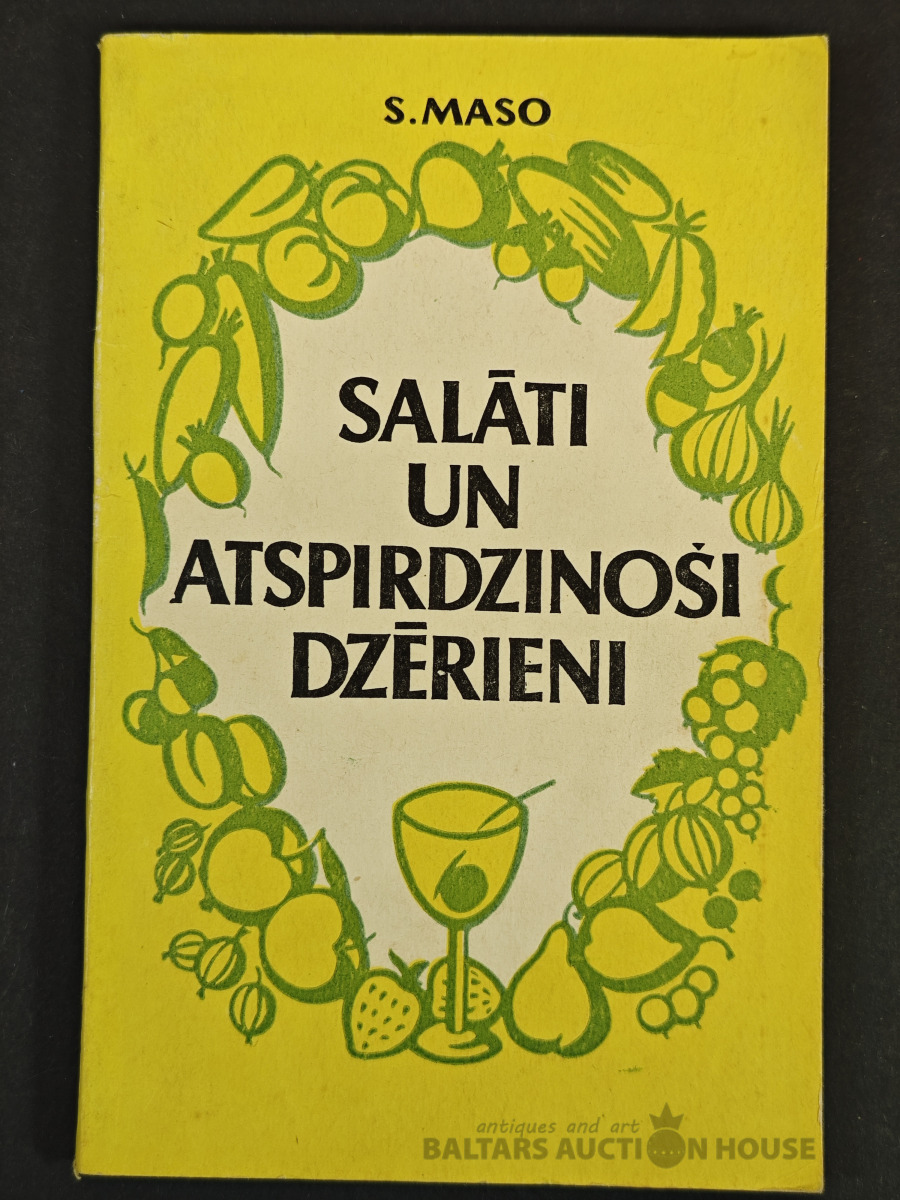 S.MASO
SALĀTI
UN
ATSPIRDZINOŠI
DZĒRIENI
antiques and art
BALTARS AUCTION HOUSE